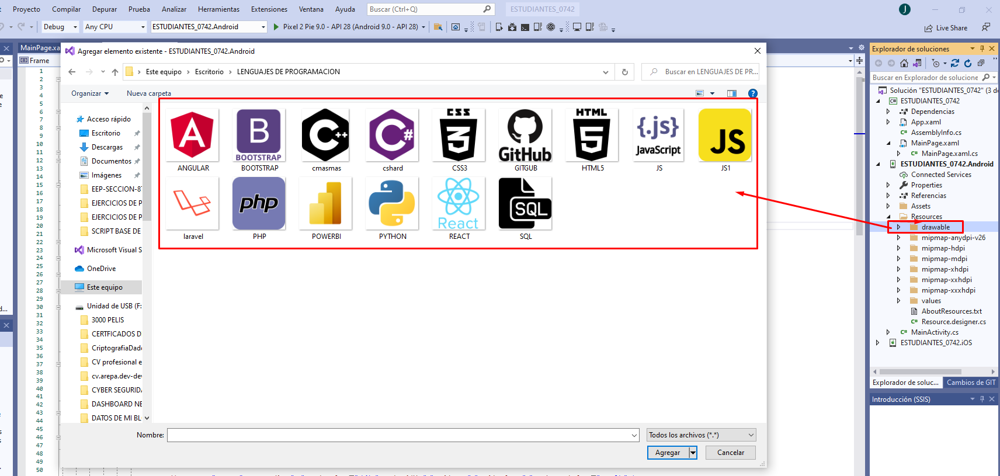 Proyecto Compilar Depurar Prueba Analizar Herramientas Extensiones Ventana Ayuda Buscar (Ctrl+Q) ESTUDIANTES_0742 J
Debug Any CPU ESTUDIANTES_0742.Android Pixel 2 Pie 9.0 - API 28 (Android 9.0 - API 28) Live Share
MainPage.xa
Frame
1
2
3
4
5
6
7
8
9
10
11
12
13
14
15
16
17
18
19
20
21
22
23
24
25
26
27
28
29
30
31
32
33
34
35
36
37
38
39
40
41
42
43
44
45
46
47
48
49
50
Agregar elemento existente - ESTUDIANTES_0742.Android
Este equipo › Escritorio › LENGUAJES DE PROGRAMACION
Buscar en LENGUAJES DE PR...
Organizar Nueva carpeta
Acceso rápido
Escritorio
Descargas
Documentos
Imágenes
EEP-SECCION-87
EJERCICIOS DE P
EJERCICIOS DE P
SCRIPT BASE DE
Microsoft Visual S
OneDrive
Este equipo
Unidad de USB (F:
3000 PELIS
CERTFICADOS D
CriptografiaDade
CV profesional e
cv.arepa.dev-dev
CYBER SEGURIDA
DASHBOARD NE
DATOS DE MI BL
A
B
BOOTSTRAP
C++
C#
CSS
3
GitHub
HTML
5
{.js}
JavaScript
JS
ANGULAR BOOTSTRAP cmasmas cshard CSS3 GITGUB HTML5 JS JS1
php
React
SQL
laravel PHP POWERBI PYTHON REACT SQL
Nombre:
Todos los archivos (*.*)
Agregar Cancelar
Explorador de soluciones
Buscar en Explorador de solucione
Solución "ESTUDIANTES_0742" (3 de
ESTUDIANTES_0742
Dependencias
App.xaml
AssemblyInfo.cs
MainPage.xaml
MainPage.xaml.cs
ESTUDIANTES_0742.Android
Connected Services
Properties
Referencias
Assets
Resources
drawable
mipmap-anydpi-v26
mipmap-hdpi
mipmap-mdpi
mipmap-xhdpi
mipmap-xxhdpi
mipmap-xxxhdpi
values
AboutResources.txt
Resource.designer.cs
MainActivity.cs
ESTUDIANTES_0742.iOS
Explorador de soluc... Cambios de GIT
Introducción (SSIS)